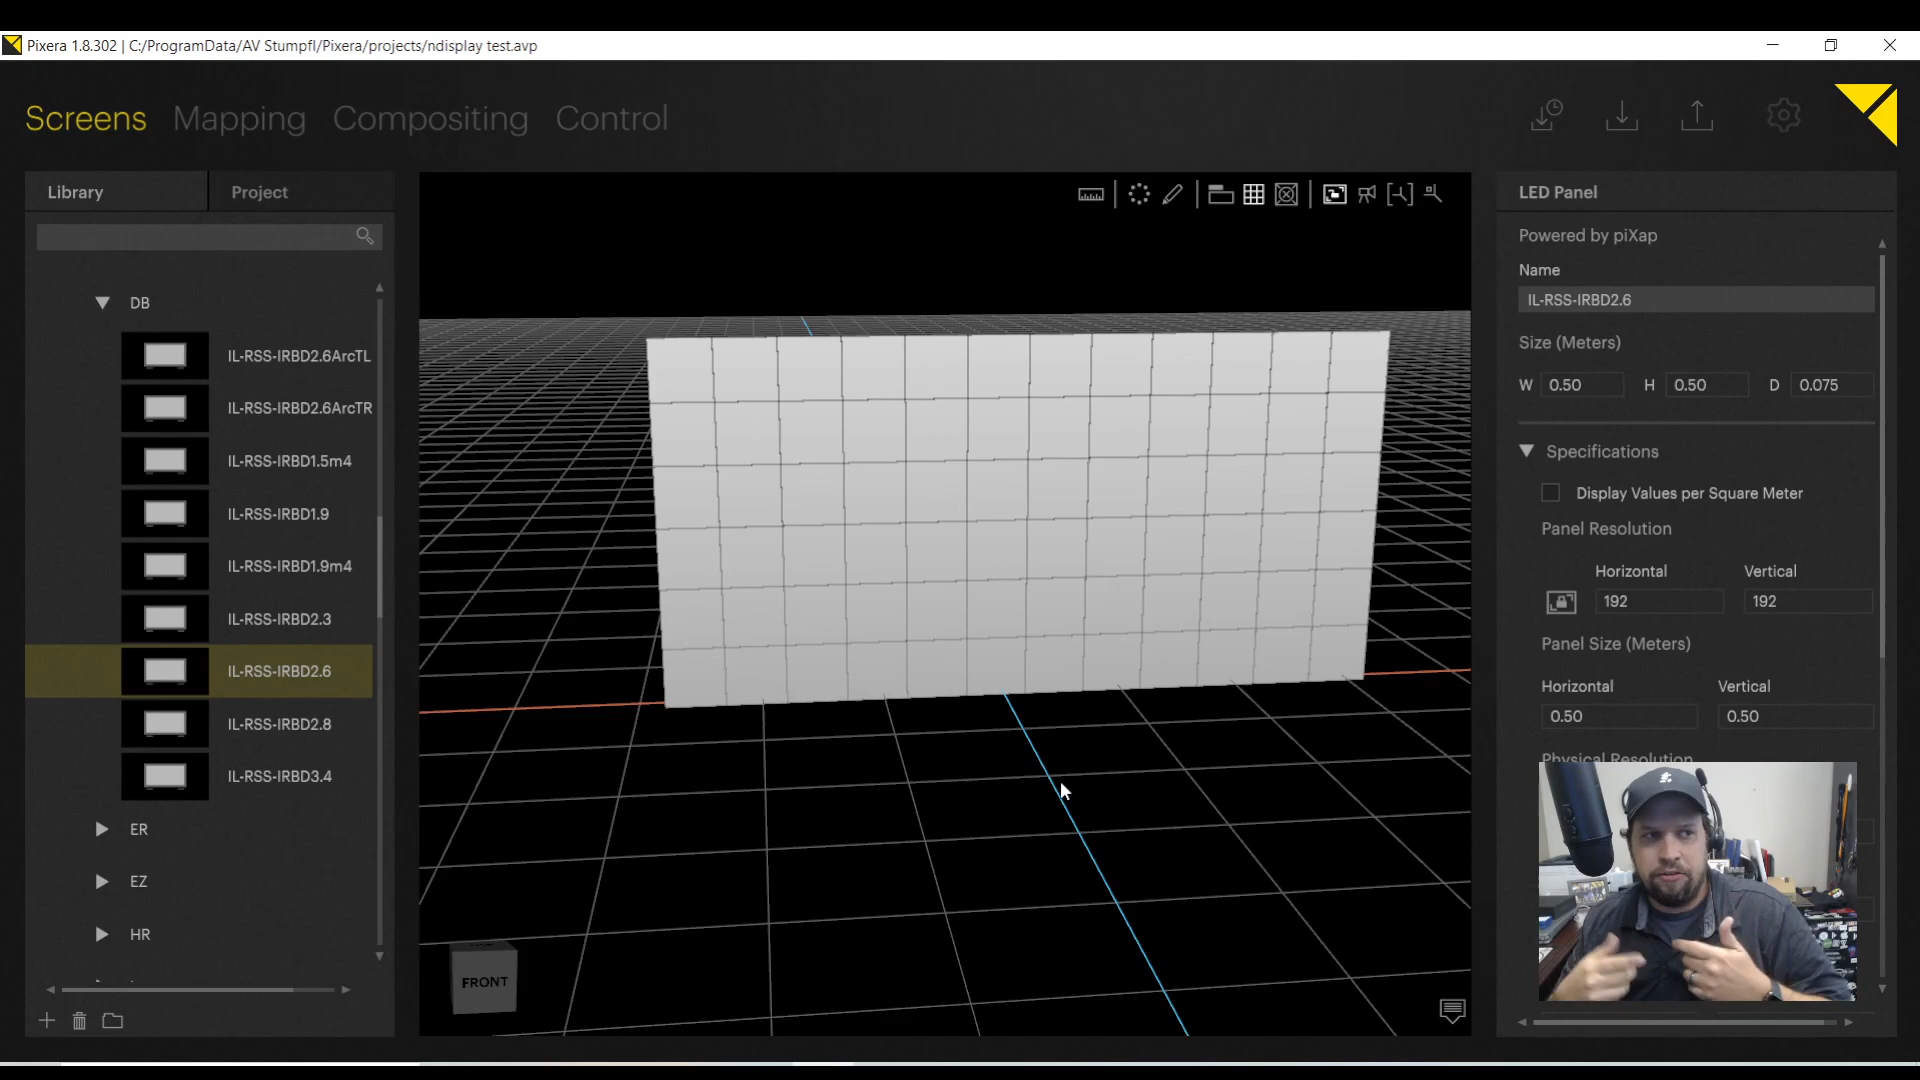 Pixera 1.8.302 | C:/ProgramData/AV Stumpfl/Pixera/projects/ndisplay test.avp
Screens Mapping Compositing Control
Library Project
DB
IL-RSS-IRBD2.6ArcTL
IL-RSS-IRBD2.6ArcTR
IL-RSS-IRBD1.5m4
IL-RSS-IRBD1.9
IL-RSS-IRBD1.9m4
IL-RSS-IRBD2.3
IL-RSS-IRBD2.6
IL-RSS-IRBD2.8
IL-RSS-IRBD3.4
ER
EZ
HR
FRONT
LED Panel
Powered by piXap
Name
IL-RSS-IRBD2.6
Size (Meters)
W 0.50 H 0.50 D 0.075
Specifications
Display Values per Square Meter
Panel Resolution
Horizontal Vertical
192 192
Panel Size (Meters)
Horizontal Vertical
0.50 0.50
Physical Resolution